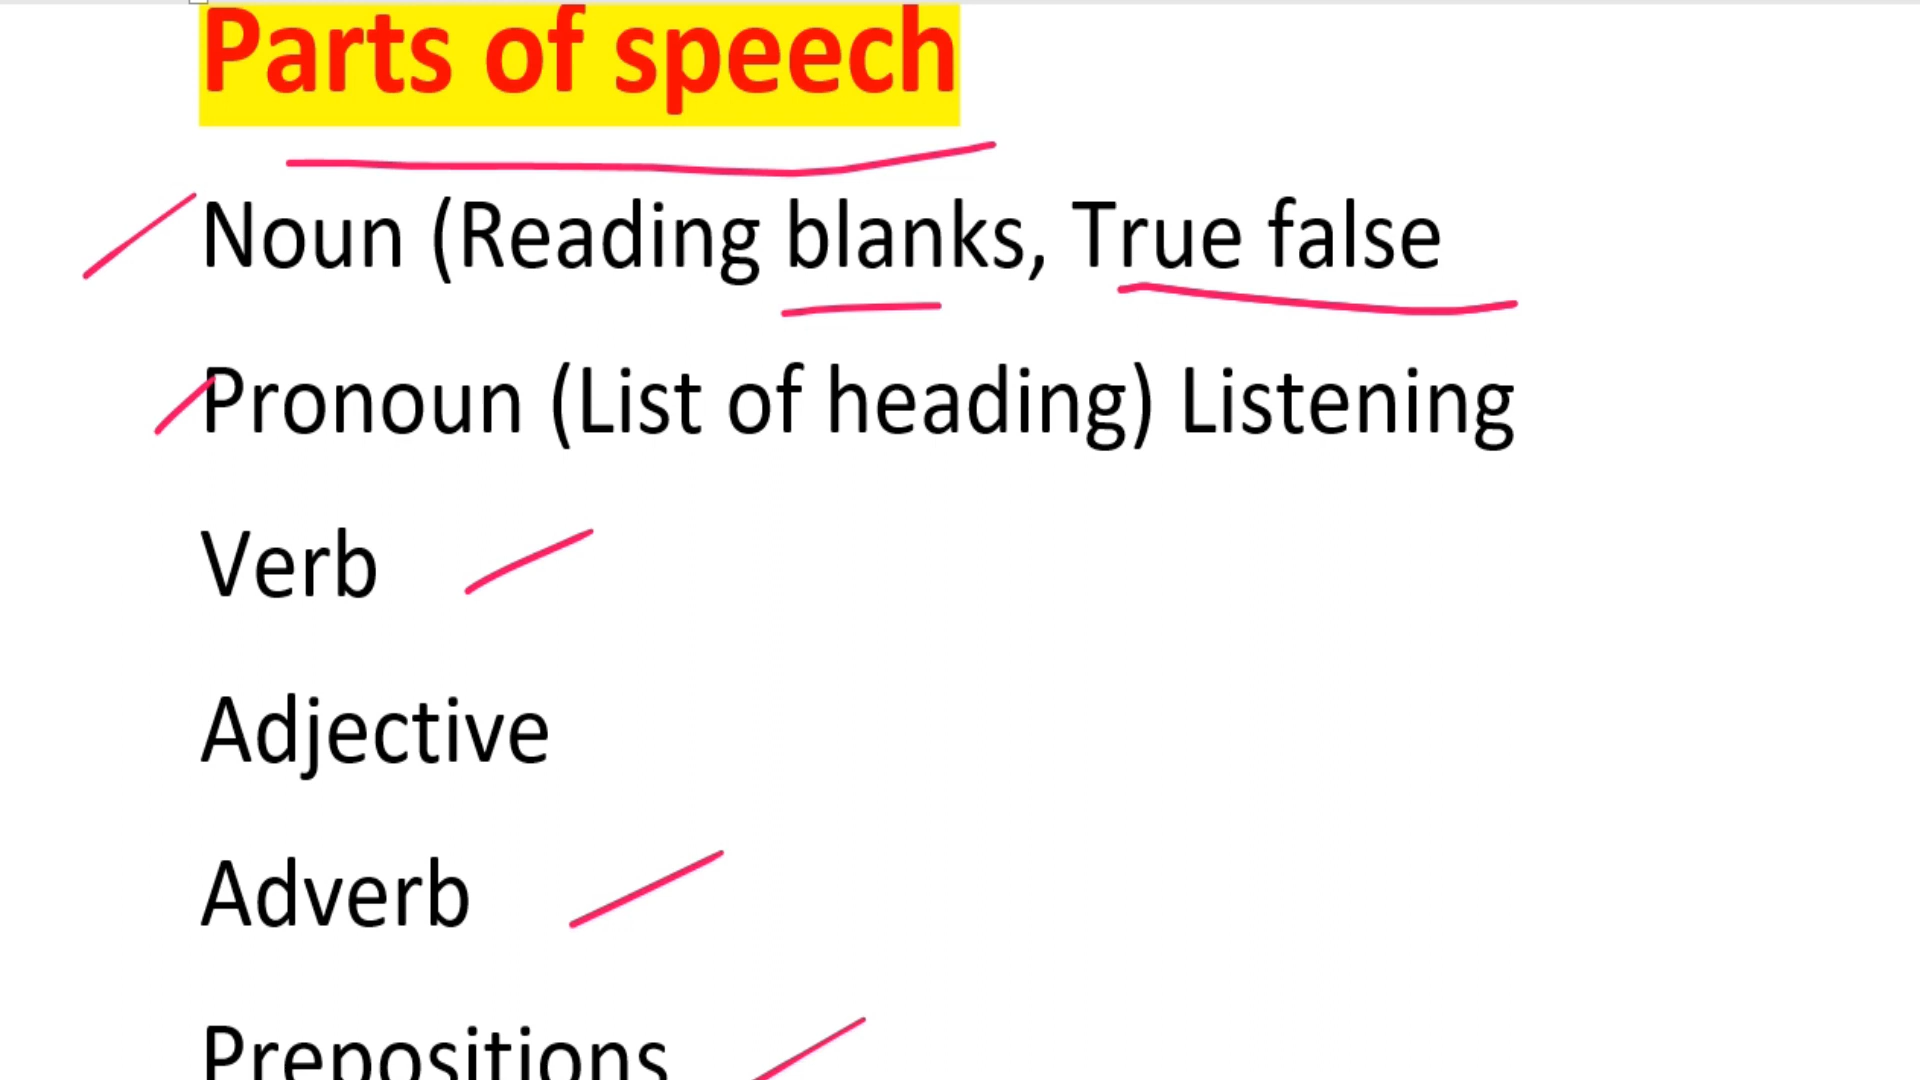 Parts of speech
Noun (Reading blanks, True false
Pronoun (List of heading) Listening
Verb
Adjective
Adverb
Prepositions